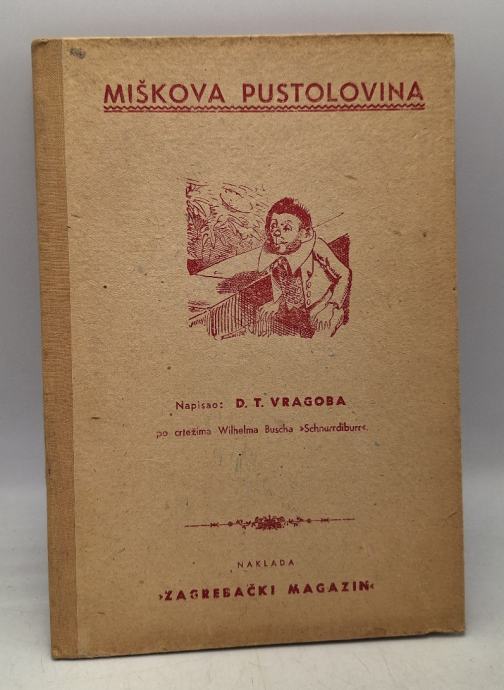 MIŠKOVA PUSTOLOVINA
Napisao: D. T. VRAGOBA
po crtežima Wilhelma Buscha »Schnurrdiburr«.
NAKLADA
»ZAGREBAČKI MAGAZIN«